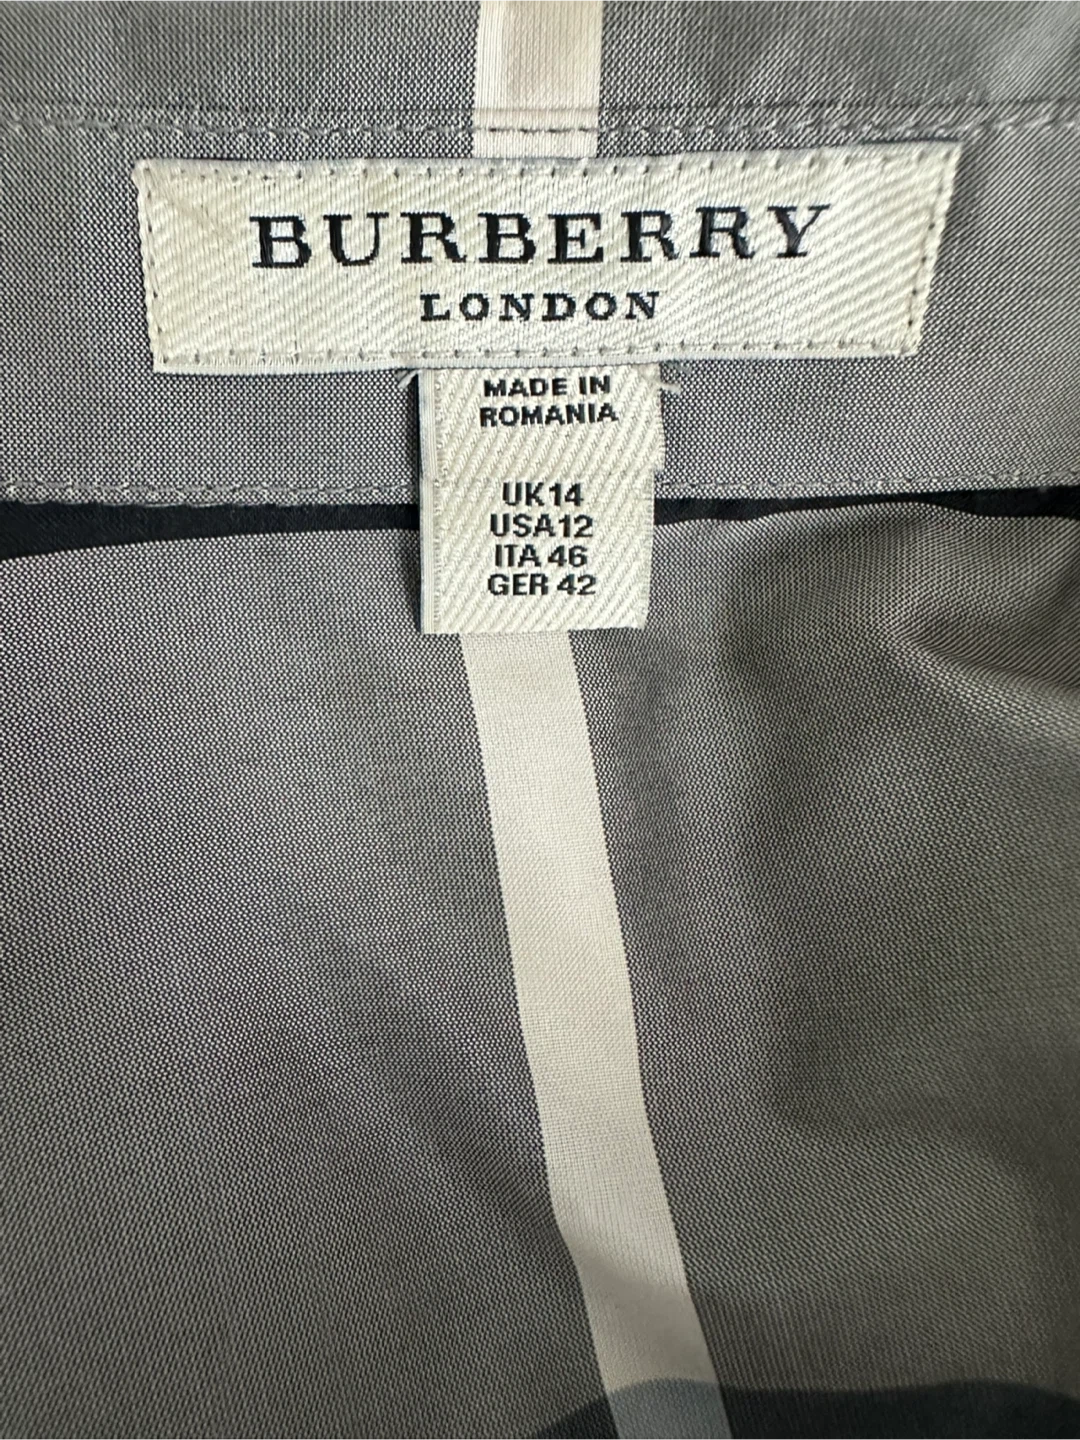 BURBERRY
LONDON
MADE IN
ROMANIA
UK14
USA12
ITA 46
GER 42